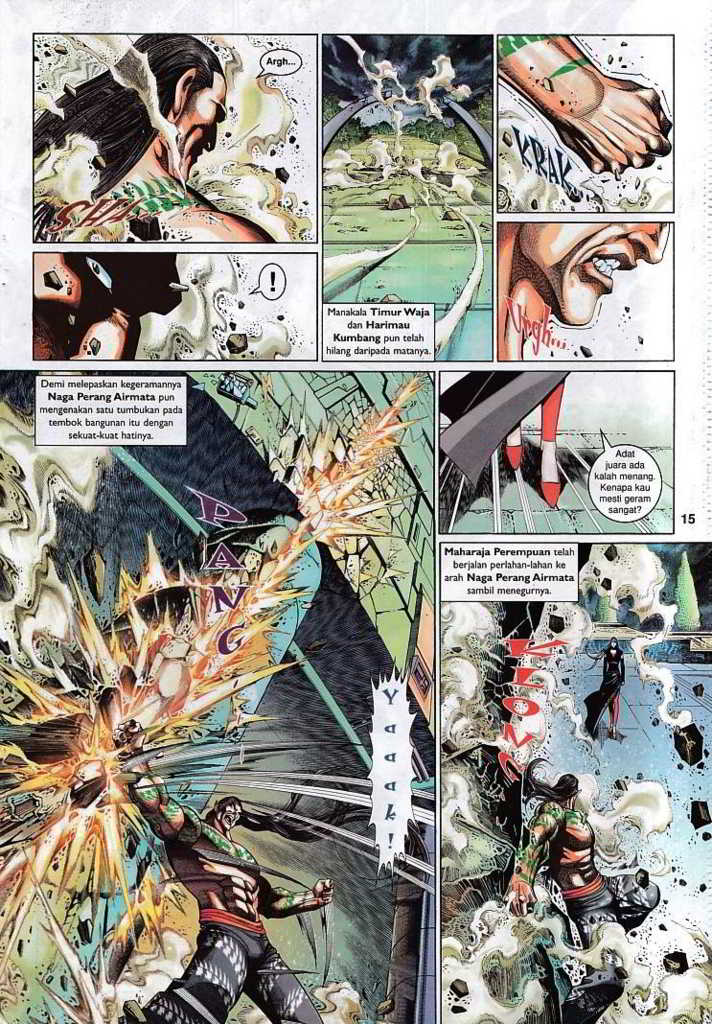 Argh...
SHA...
!
Manakala Timur Waja
dan Harimau
Kumbang pun telah
hilang daripada matanya.
KRAK...
Urgh...
Demi melepaskan kegeramannya
Naga Perang Airmata pun
mengenakan satu tumbukan pada
tembok bangunan itu dengan
sekuat-kuat hatinya.
PANG
Yaaak!
Adat
juara ada
kalah menang.
Kenapa kau
mesti geram
sangat?
15
Maharaja Perempuan telah
berjalan perlahan-lahan ke
arah Naga Perang Airmata
sambil menegurnya.
KLONG